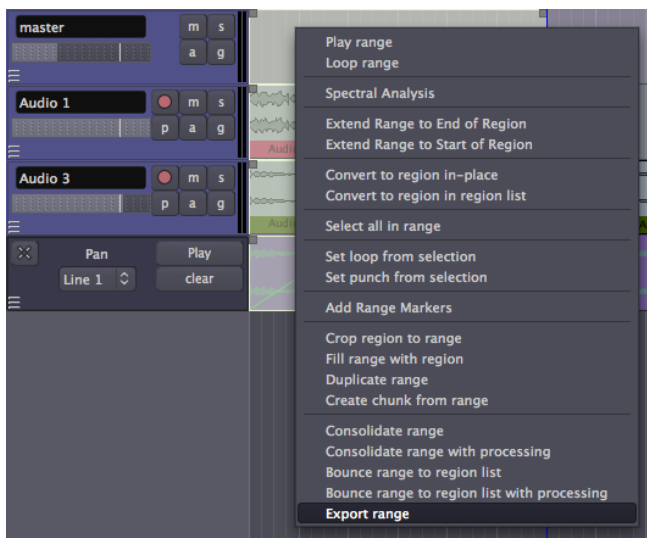 master
m s
a g
Audio 1
m s
p a g
Audio 3
m s
p a g
Pan
Play
Line 1
clear
Audi
Audi
A
Play range
Loop range
Spectral Analysis
Extend Range to End of Region
Extend Range to Start of Region
Convert to region in-place
Convert to region in region list
Select all in range
Set loop from selection
Set punch from selection
Add Range Markers
Crop region to range
Fill range with region
Duplicate range
Create chunk from range
Consolidate range
Consolidate range with processing
Bounce range to region list
Bounce range to region list with processing
Export range